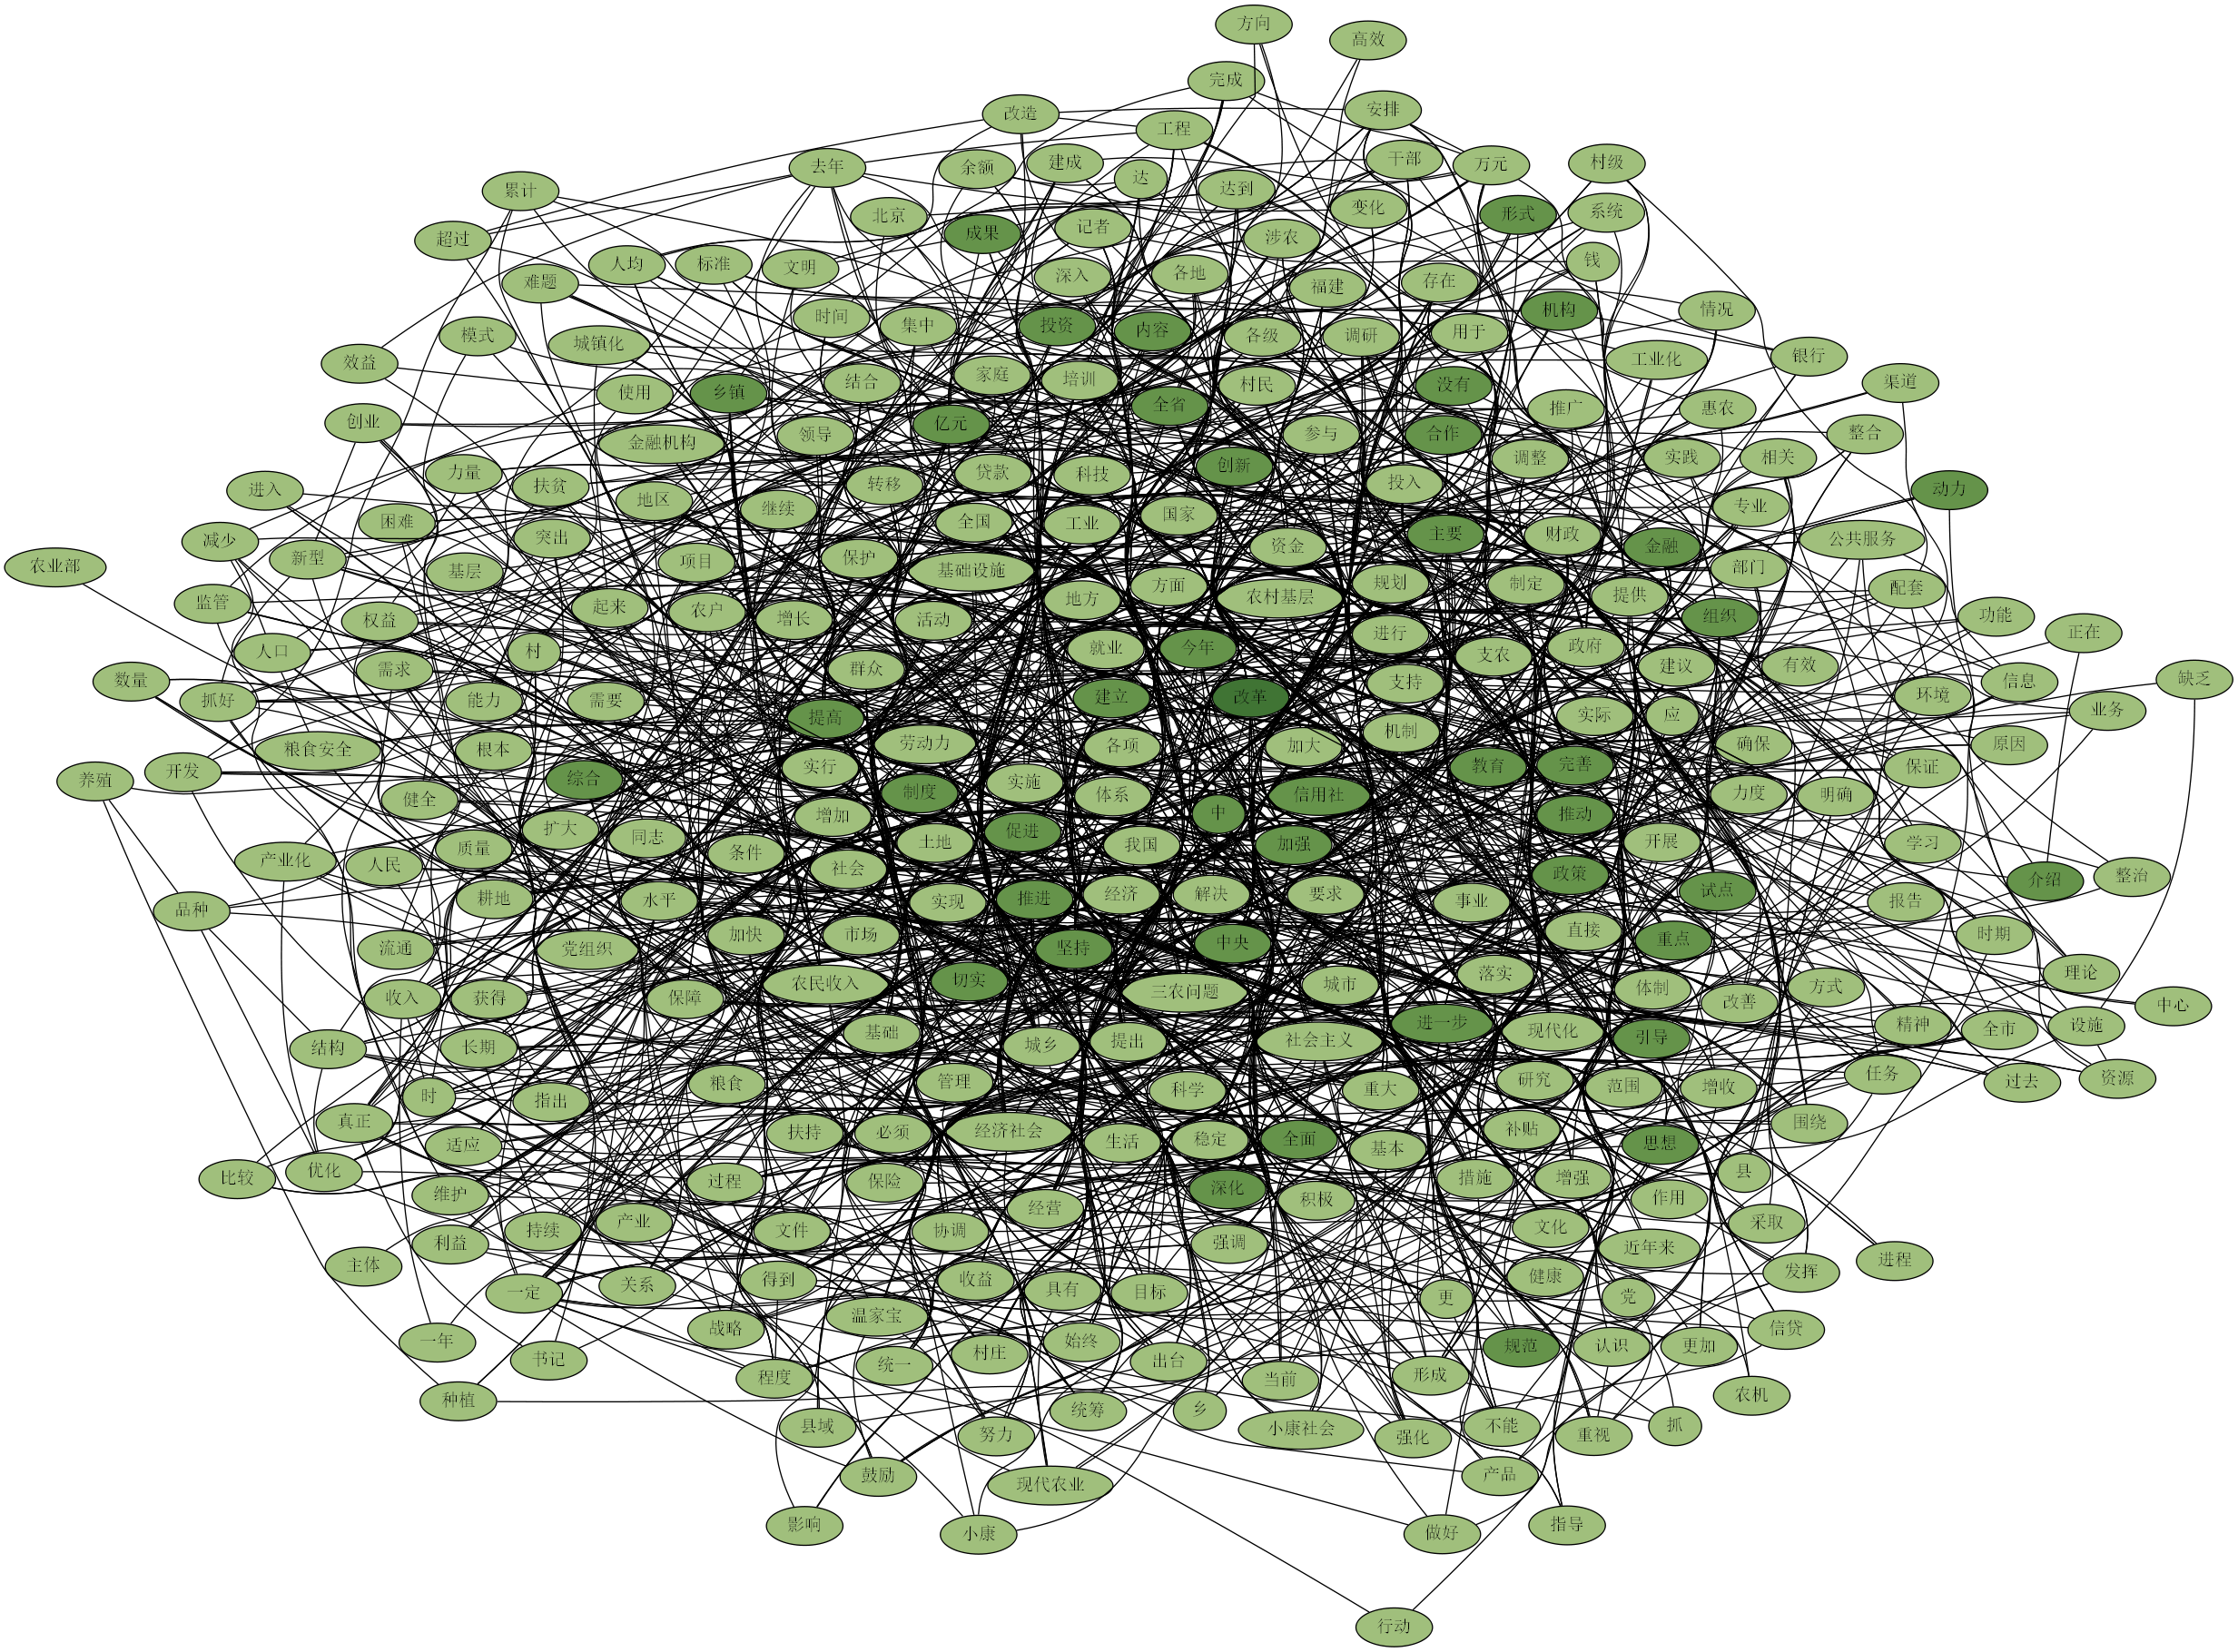 方向
高效
完成
改造
安排
工程
去年
余额
建成
干部
万元
村级
累计
达
达到
北京
变化
形式
系统
超过
成果
记者
涉农
人均
标准
文明
深入
各地
福建
存在
钱
难题
时间
集中
投资
内容
各级
调研
用于
机构
情况
模式
城镇化
效益
家庭
工业化
银行
使用
乡镇
结合
培训
村民
没有
渠道
创业
亿元
全省
推广
惠农
金融机构
领导
参与
合作
整合
力量
扶贫
转移
贷款
科技
创新
调整
实践
相关
进入
地区
继续
投入
动力
困难
全国
工业
国家
专业
减少
新型
突出
保护
资金
主要
财政
金融
公共服务
农业部
基层
项目
基础设施
方面
规划
制定
部门
配套
监管
权益
起来
农户
增长
活动
地方
农村基层
提供
组织
功能
人口
村
群众
就业
今年
进行
支农
政府
建议
有效
正在
数量
抓好
需求
能力
需要
建立
改革
支持
环境
信息
缺乏
提高
实际
应
业务
粮食安全
根本
劳动力
各项
加大
机制
确保
原因
养殖
开发
健全
综合
实行
制度
实施
体系
信用社
教育
完善
力度
明确
保证
扩大
同志
增加
促进
中
推动
产业化
人民
质量
条件
土地
我国
加强
开展
学习
品种
耕地
水平
社会
实现
推进
经济
解决
要求
事业
政策
试点
报告
介绍
整治
流通
党组织
加快
市场
坚持
中央
直接
重点
时期
收入
获得
保障
农民收入
切实
三农问题
城市
落实
体制
改善
方式
理论
中心
结构
长期
基础
城乡
提出
社会主义
进一步
现代化
引导
精神
全市
设施
时
指出
粮食
管理
科学
重大
研究
范围
增收
任务
过去
资源
真正
适应
扶持
必须
经济社会
生活
稳定
全面
基本
补贴
思想
围绕
比较
优化
维护
过程
保险
深化
积极
措施
增强
作用
县
利益
持续
产业
文件
协调
经营
强调
文化
采取
主体
近年来
进程
一定
关系
得到
收益
具有
目标
更
健康
党
发挥
一年
书记
战略
温家宝
统一
村庄
始终
出台
规范
认识
更加
信贷
种植
程度
当前
形成
农机
县域
努力
统筹
乡
小康社会
强化
不能
重视
抓
鼓励
现代农业
产品
影响
小康
做好
指导
行动